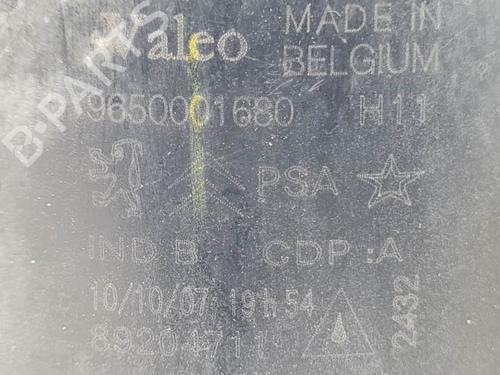 Valeo MADE IN
BELGIUM
9650001680 H11
PSA
IND B CDP :A
10/10/07 19h54
89204711
2432
B-PARTS